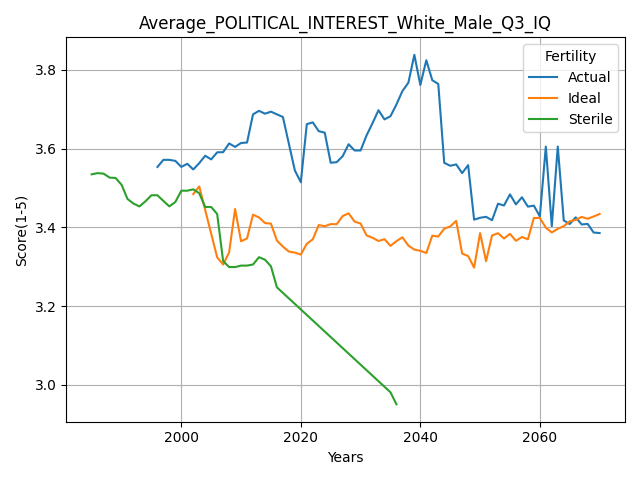 Average_POLITICAL_INTEREST_White_Male_Q3_IQ
Fertility
Actual
Ideal
Sterile
Score(1-5)
3.8
3.6
3.4
3.2
3.0
2000
2020
2040
2060
Years